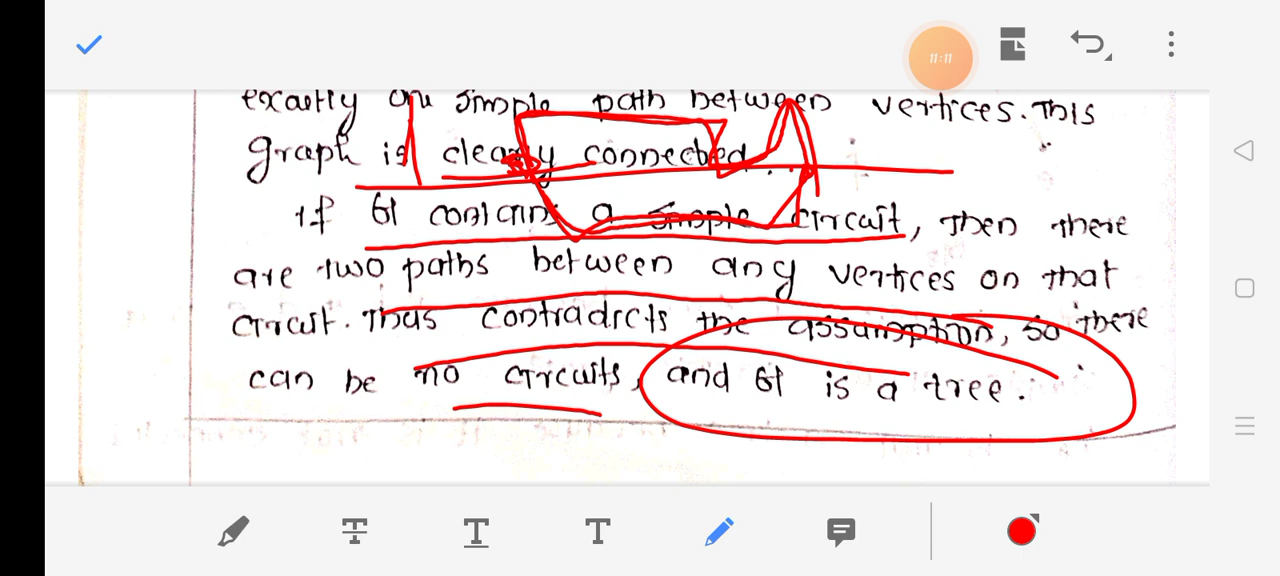 11:11
exactly one simple path between vertices. This
graph is clearly connected.
If G contains a simple circuit, Then there
are two paths between any vertices on that
circuit. Thus contradicts the assumption, so there
can be no circuits, and G is a tree.
T T T